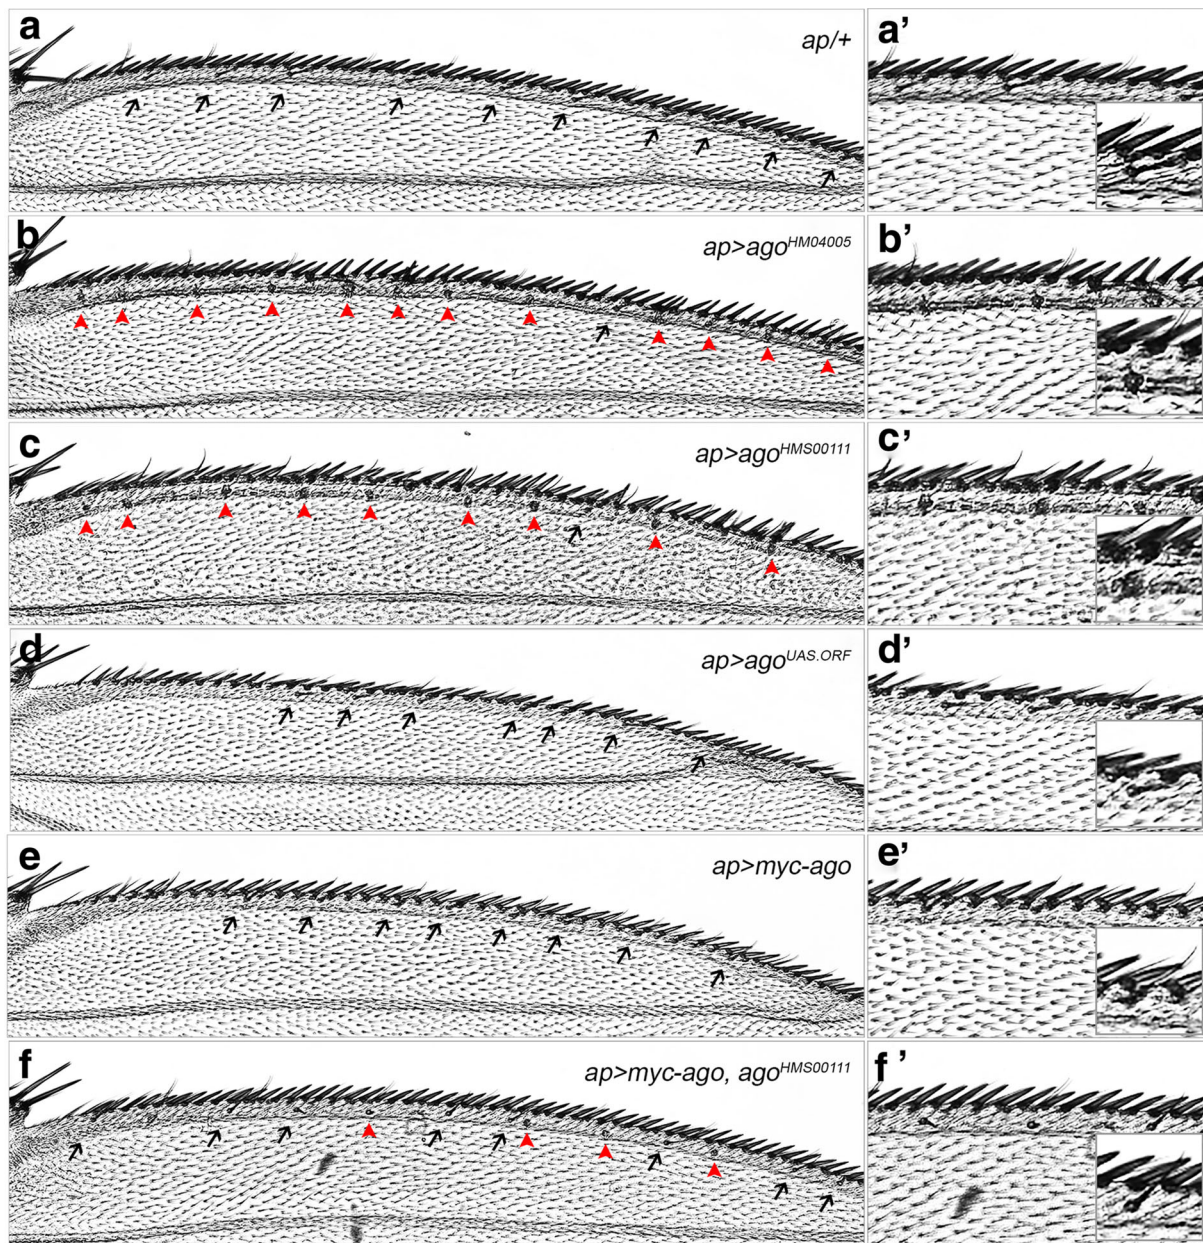 a
ap/+
a’
b
ap>ago^HM04005
b’
c
ap>ago^HMS00111
c’
d
ap>ago^UAS.ORF
d’
e
ap>myc-ago
e’
f
ap>myc-ago, ago^HMS00111
f ’